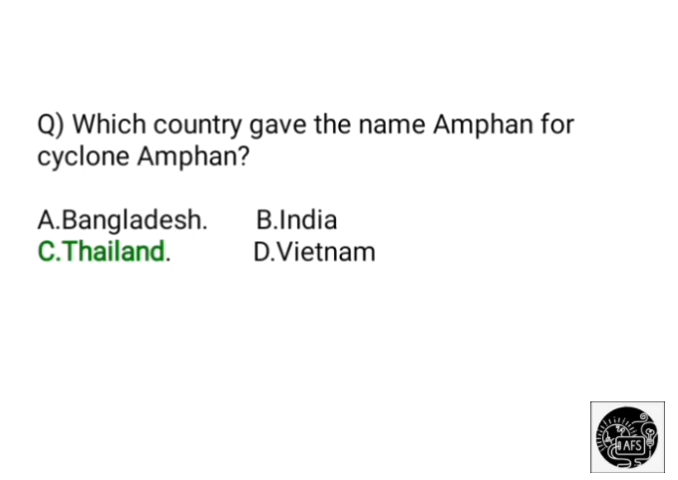 Q) Which country gave the name Amphan for
cyclone Amphan?
A.Bangladesh. B.India
C.Thailand. D.Vietnam
AFS